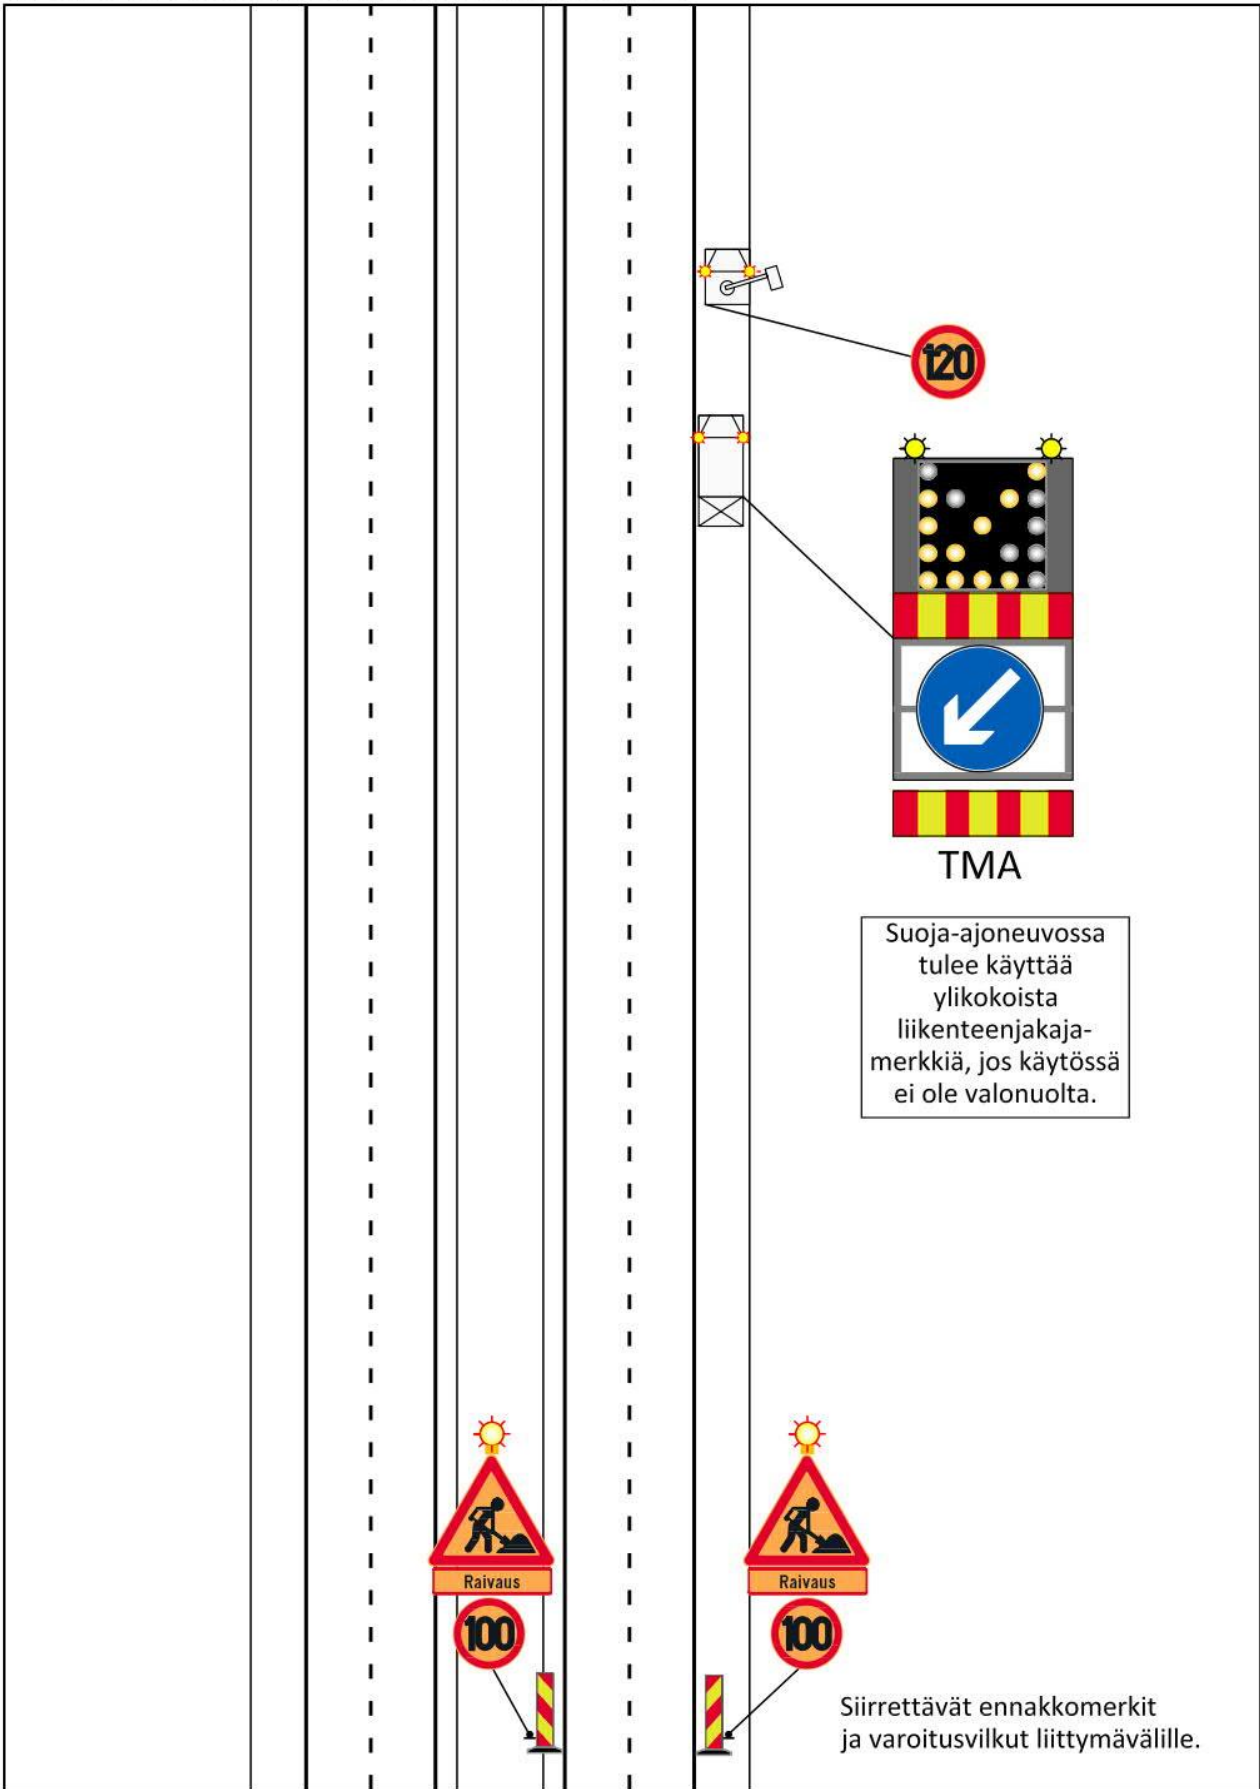 120
TMA
Suoja-ajoneuvossa
tulee käyttää
ylikokoista
liikenteenjakaja-
merkkiä, jos käytössä
ei ole valonuolta.
Raivaus
100
Raivaus
100
Siirrettävät ennakkomerkit
ja varoitusvilkut liittymävälille.